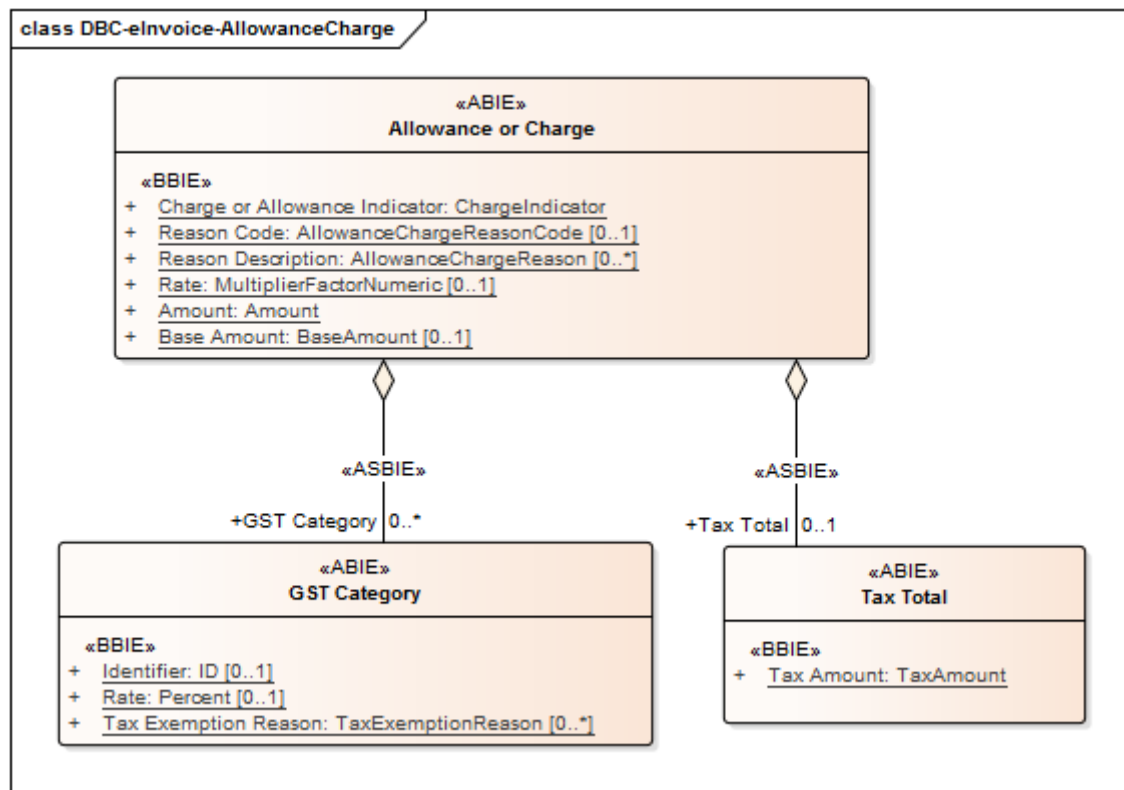 class DBC-eInvoice-AllowanceCharge
«ABIE»
Allowance or Charge
«BBIE»
+ Charge or Allowance Indicator: ChargeIndicator
+ Reason Code: AllowanceChargeReasonCode [0..1]
+ Reason Description: AllowanceChargeReason [0..*]
+ Rate: MultiplierFactorNumeric [0..1]
+ Amount: Amount
+ Base Amount: BaseAmount [0..1]
«ASBIE»
+GST Category 0..*
«ASBIE»
+Tax Total 0..1
«ABIE»
GST Category
«BBIE»
+ Identifier: ID [0..1]
+ Rate: Percent [0..1]
+ Tax Exemption Reason: TaxExemptionReason [0..*]
«ABIE»
Tax Total
«BBIE»
+ Tax Amount: TaxAmount